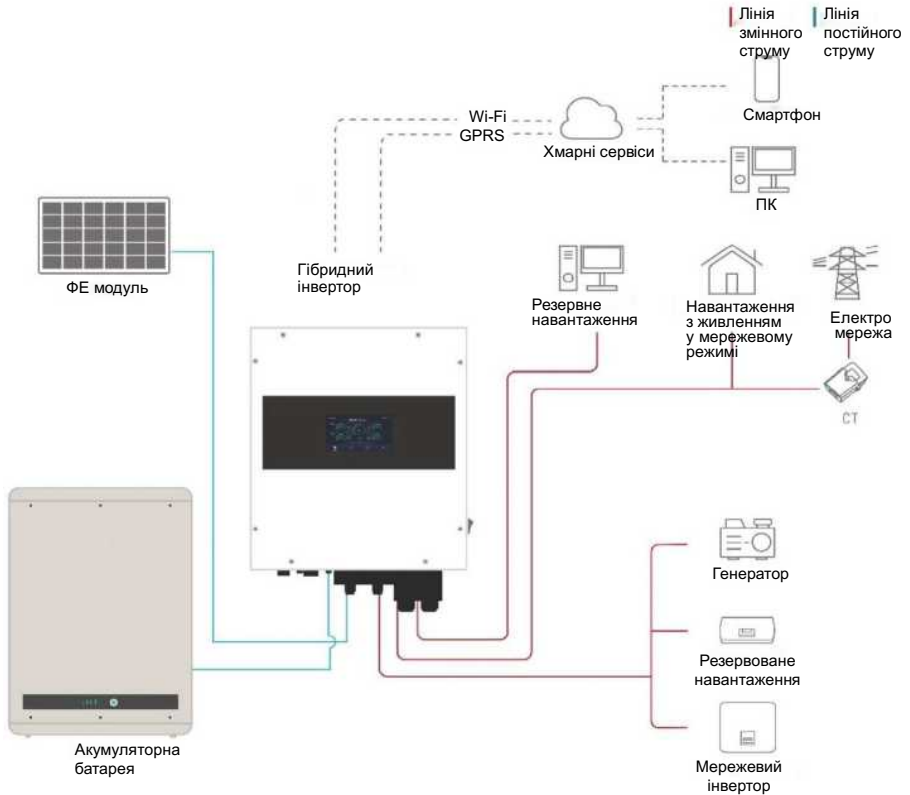 Лінія
змінного
струму
Лінія
постійного
струму
Смартфон
Wi-Fi
GPRS
Хмарні сервіси
ПК
ФЕ модуль
Гібридний
інвертор
Резервне
навантаження
Навантаження
з живленням
у мережевому
режимі
Електро
мережа
CT
Генератор
Резервоване
навантаження
Мережевий
інвертор
Акумуляторна
батарея